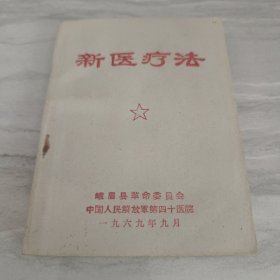 新医疗法
峨眉县革命委员会
中国人民解放军第四十医院
一九六九年九月